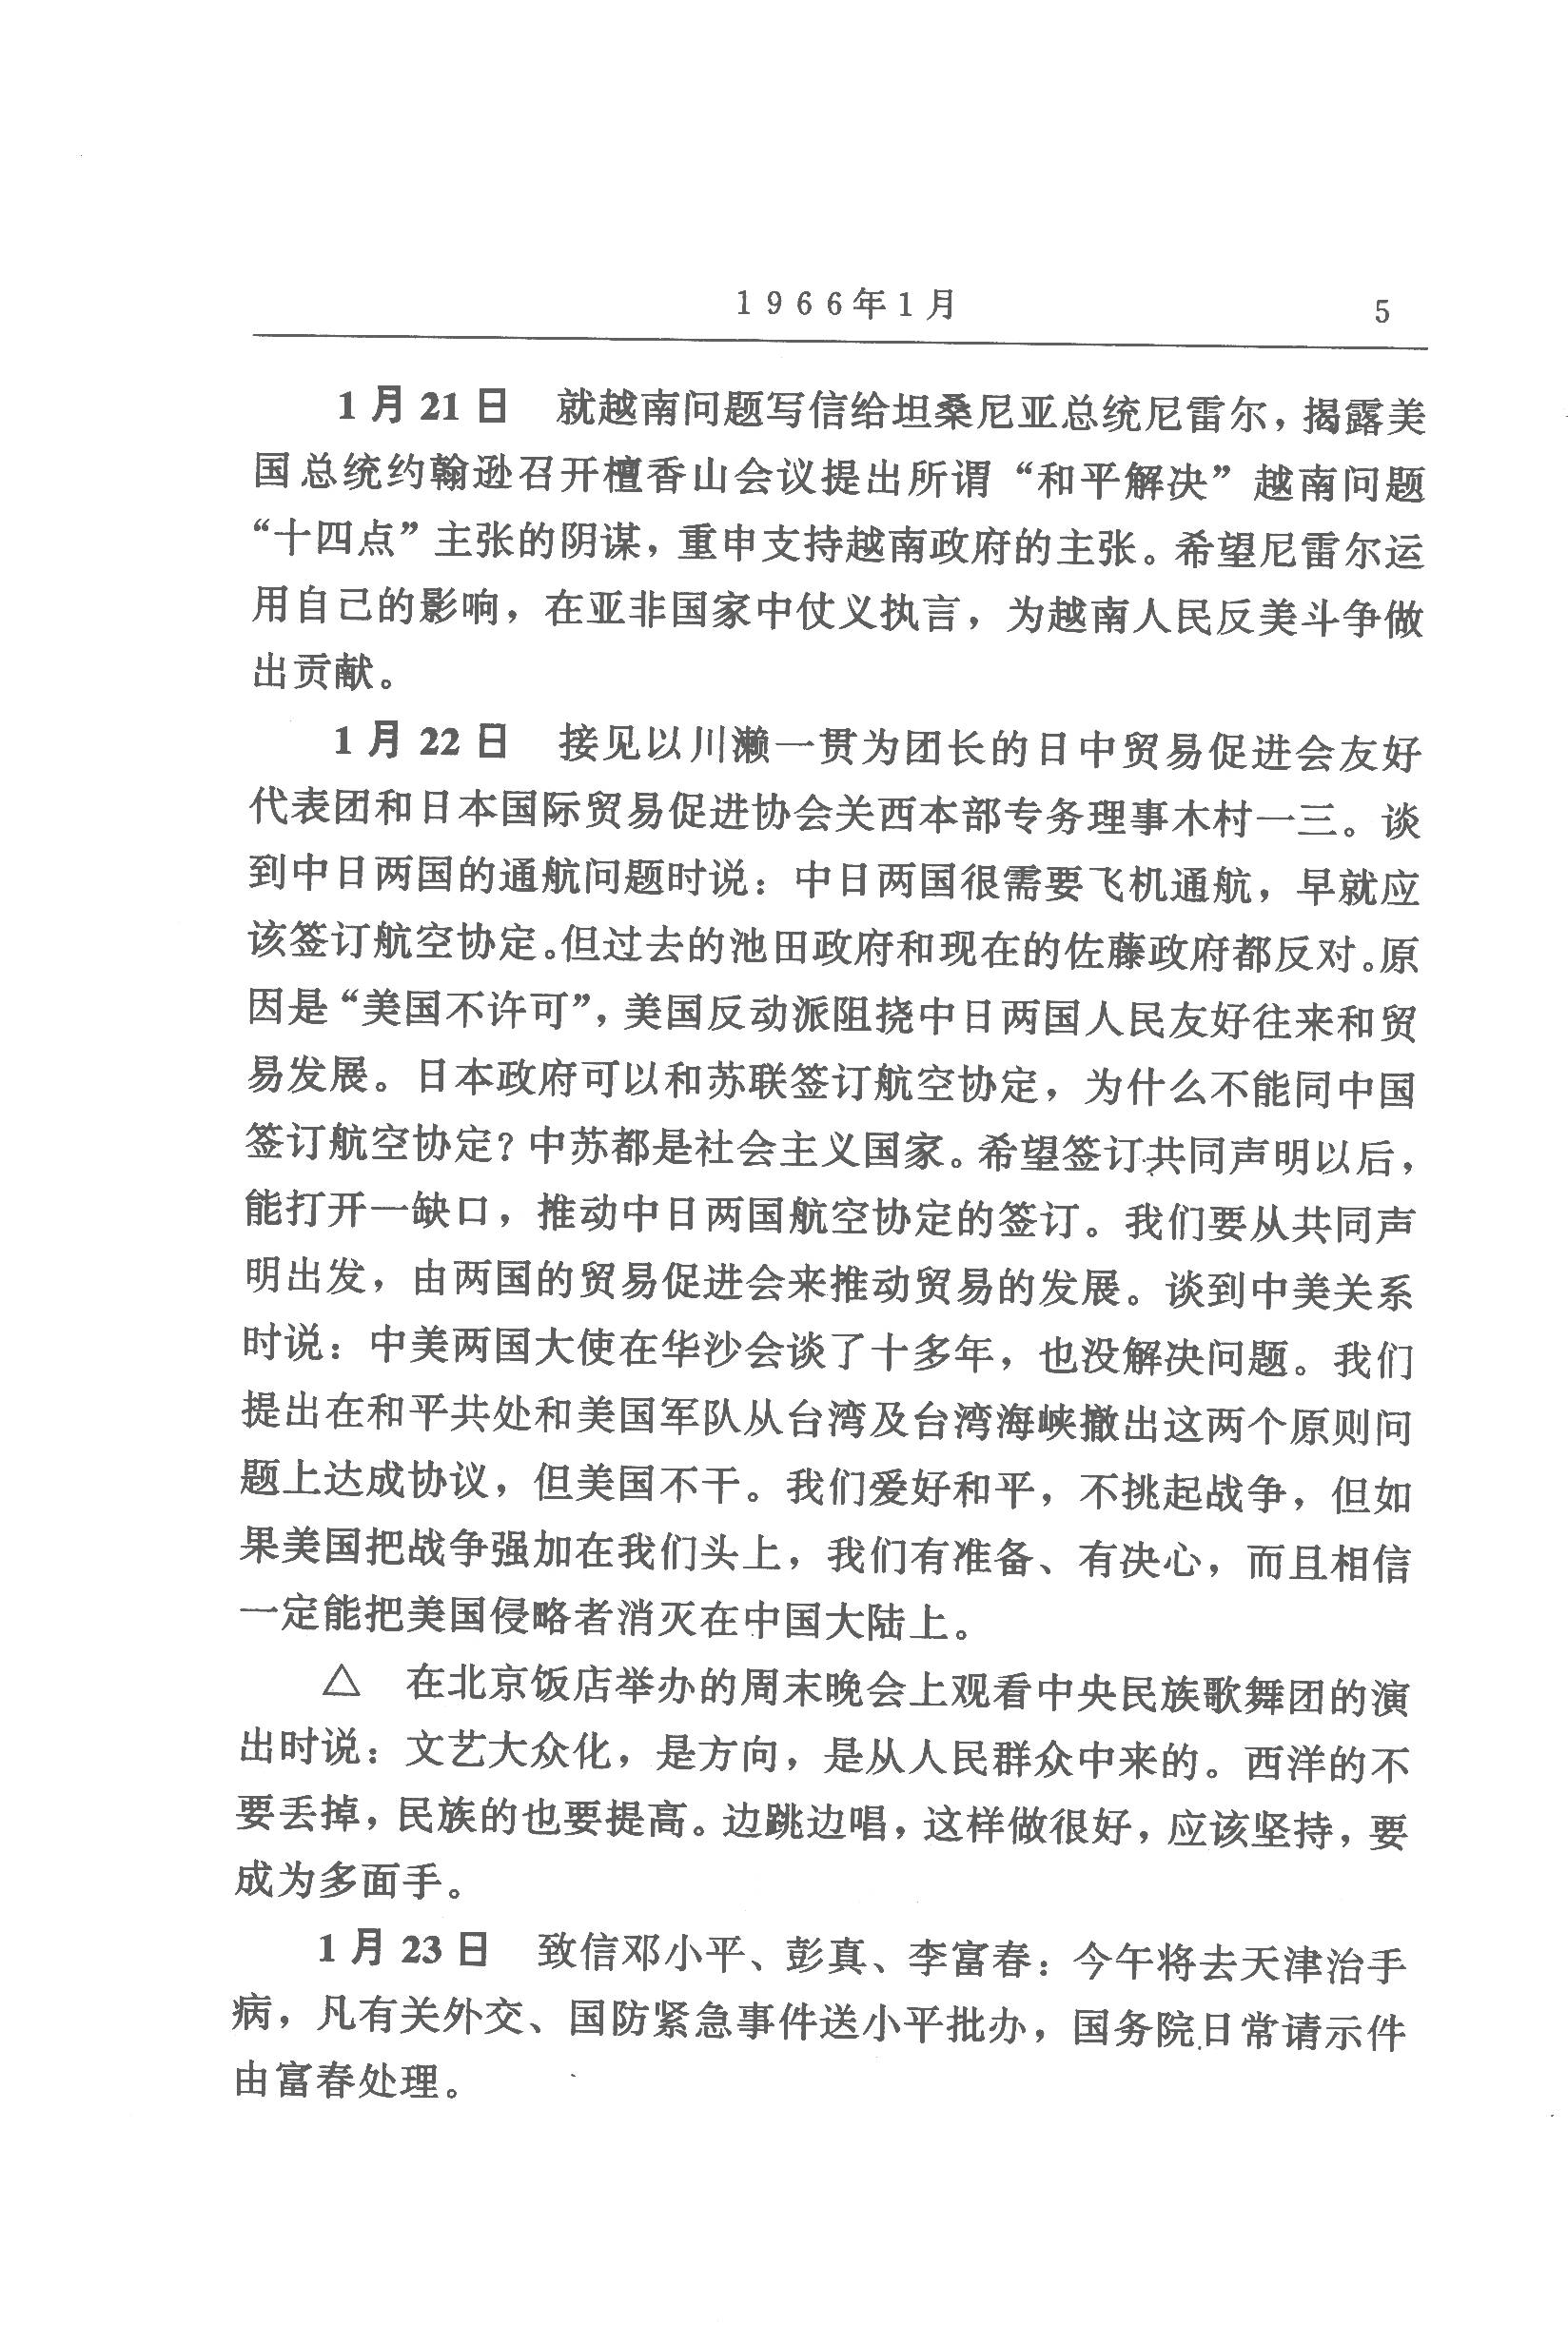 1966年1月 5
1月21日 就越南问题写信给坦桑尼亚总统尼雷尔，揭露美
国总统约翰逊召开檀香山会议提出所谓“和平解决”越南问题
“十四点”主张的阴谋，重申支持越南政府的主张。希望尼雷尔运
用自己的影响，在亚非国家中仗义执言，为越南人民反美斗争做
出贡献。
1月22日 接见以川濑一贯为团长的日中贸易促进会友好
代表团和日本国际贸易促进协会关西本部专务理事木村一三。谈
到中日两国的通航问题时说：中日两国很需要飞机通航，早就应
该签订航空协定。但过去的池田政府和现在的佐藤政府都反对。原
因是“美国不许可”，美国反动派阻挠中日两国人民友好往来和贸
易发展。日本政府可以和苏联签订航空协定，为什么不能同中国
签订航空协定？中苏都是社会主义国家。希望签订共同声明以后，
能打开一缺口，推动中日两国航空协定的签订。我们要从共同声
明出发，由两国的贸易促进会来推动贸易的发展。谈到中美关系
时说：中美两国大使在华沙会谈了十多年，也没解决问题。我们
提出在和平共处和美国军队从台湾及台湾海峡撤出这两个原则问
题上达成协议，但美国不干。我们爱好和平，不挑起战争，但如
果美国把战争强加在我们头上，我们有准备、有决心，而且相信
一定能把美国侵略者消灭在中国大陆上。
△ 在北京饭店举办的周末晚会上观看中央民族歌舞团的演
出时说：文艺大众化，是方向，是从人民群众中来的。西洋的不
要丢掉，民族的也要提高。边跳边唱，这样做很好，应该坚持，要
成为多面手。
1月23日 致信邓小平、彭真、李富春：今午将去天津治手
病，凡有关外交、国防紧急事件送小平批办，国务院日常请示件
由富春处理。